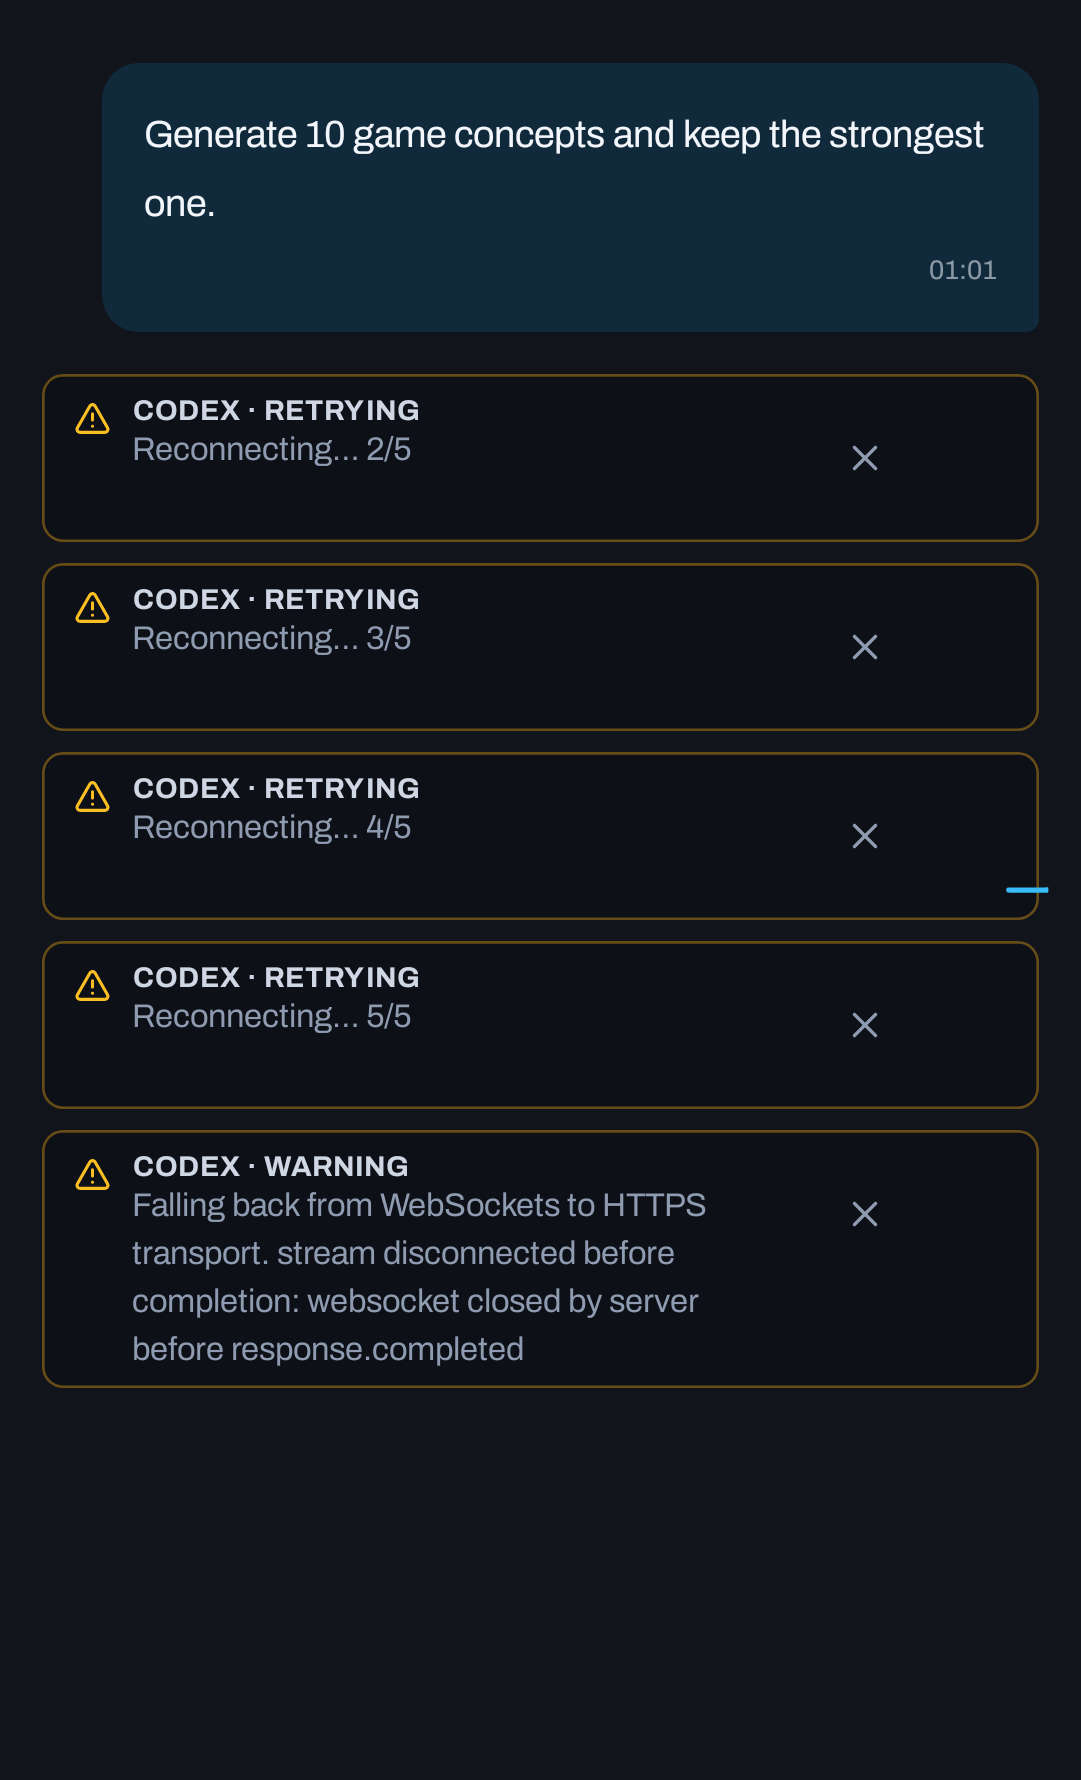 Generate 10 game concepts and keep the strongest
one.
01:01
CODEX · RETRYING
Reconnecting... 2/5
CODEX · RETRYING
Reconnecting... 3/5
CODEX · RETRYING
Reconnecting... 4/5
CODEX · RETRYING
Reconnecting... 5/5
CODEX · WARNING
Falling back from WebSockets to HTTPS
transport. stream disconnected before
completion: websocket closed by server
before response.completed